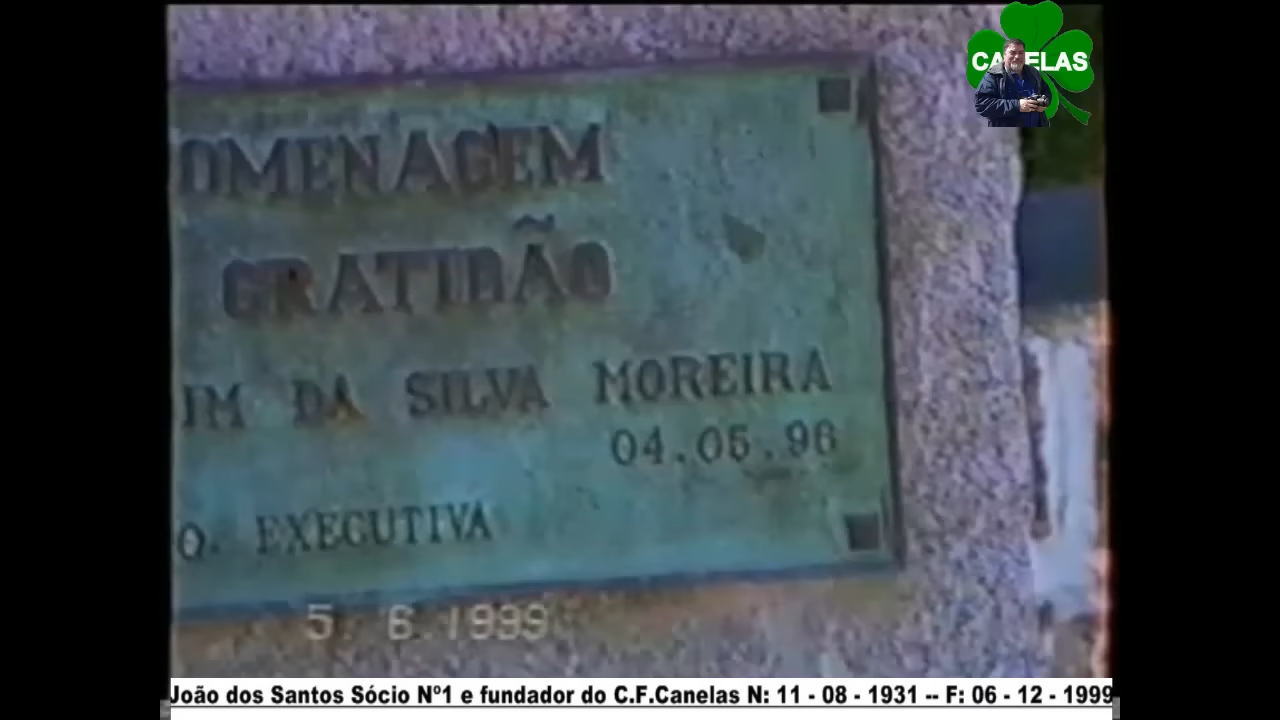 CANELAS
OMENAGEM
GRATIDÃO
IM DA SILVA MOREIRA
04.05.96
O. EXECUTIVA
5. 6.1999
João dos Santos Sócio Nº1 e fundador do C.F.Canelas N: 11 - 08 - 1931 -- F: 06 - 12 - 1999